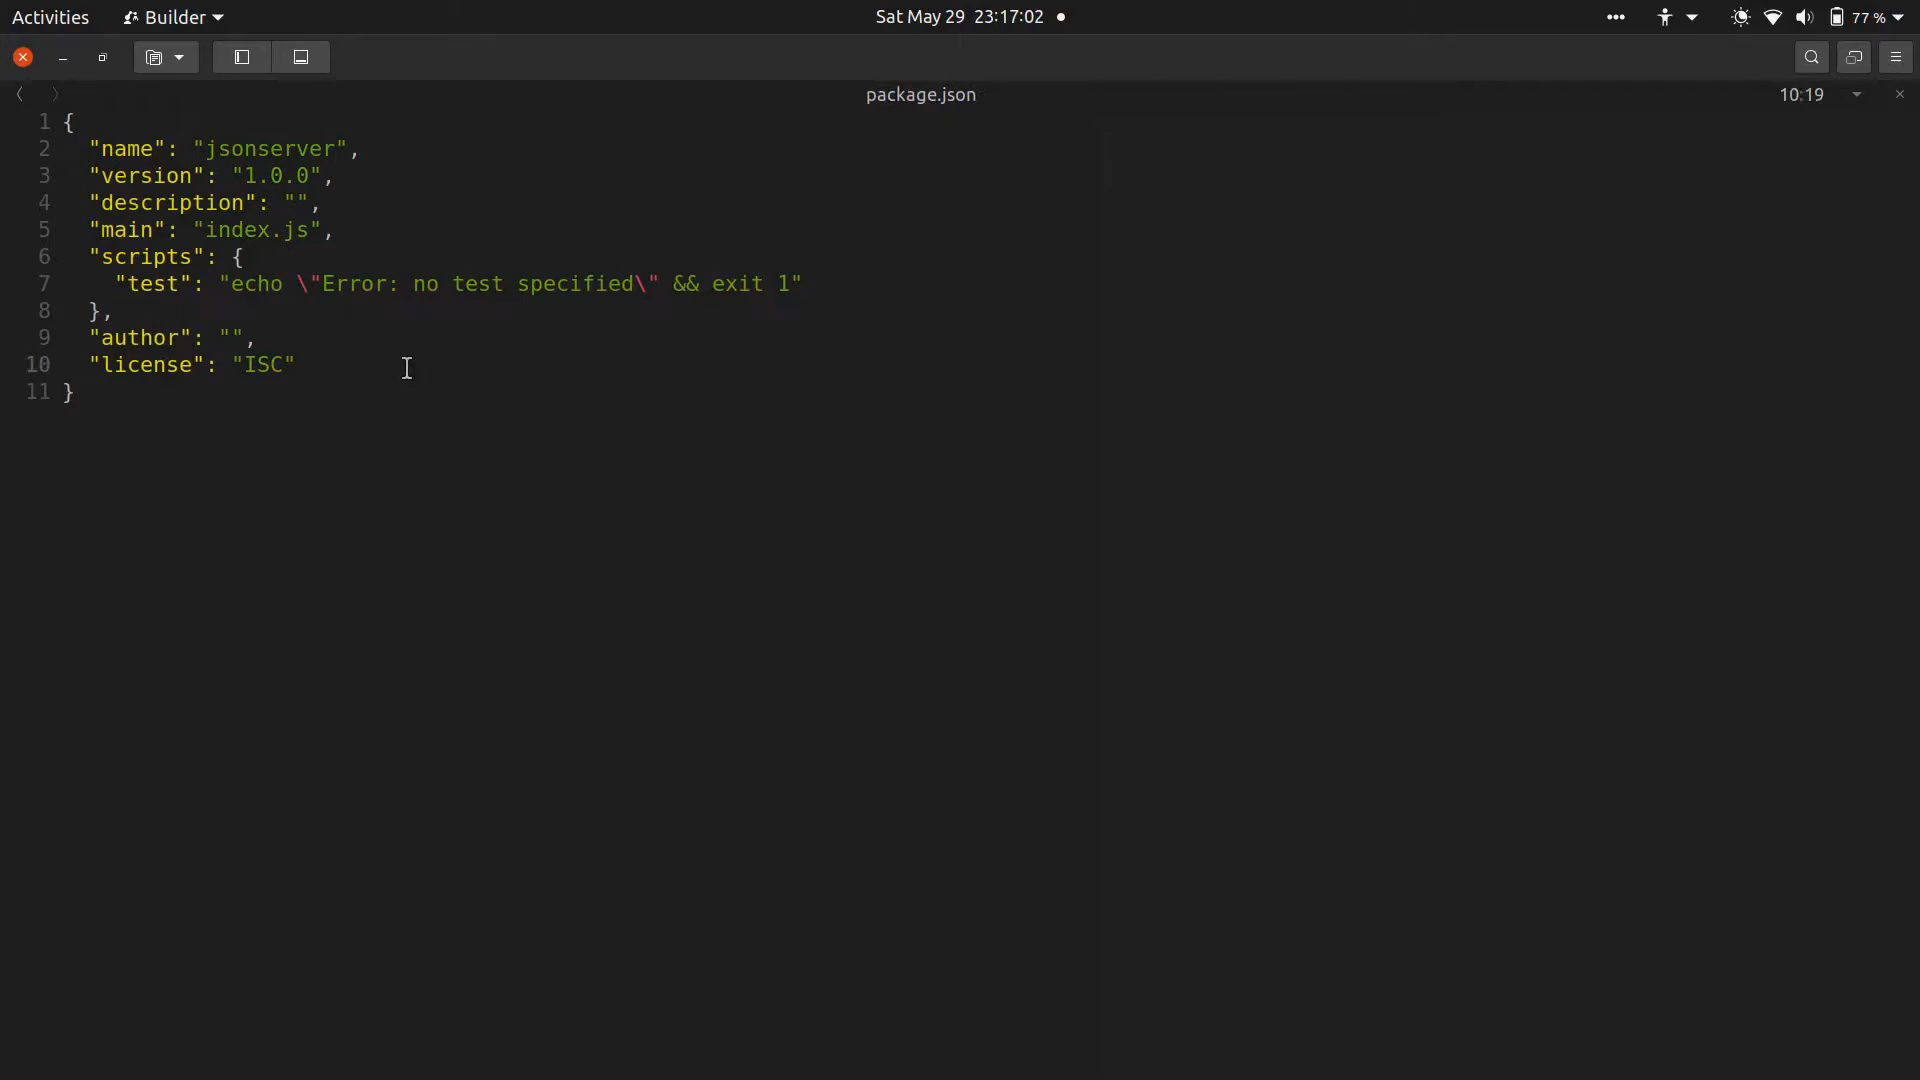 Activities Builder Sat May 29 23:17:02 77 %
package.json 10:19
1 {
2   "name": "jsonserver",
3   "version": "1.0.0",
4   "description": "",
5   "main": "index.js",
6   "scripts": {
7     "test": "echo \"Error: no test specified\" && exit 1"
8   },
9   "author": "",
10   "license": "ISC"
11 }